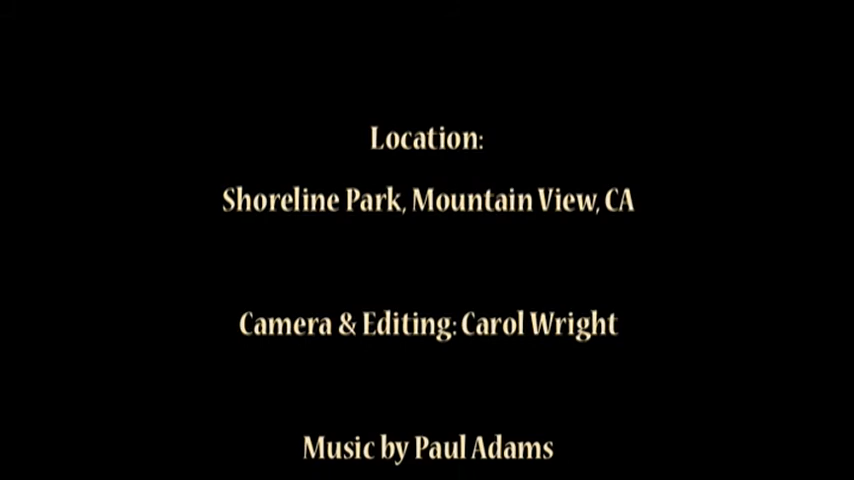 Location:
Shoreline Park, Mountain View, CA
Camera & Editing: Carol Wright
Music by Paul Adams